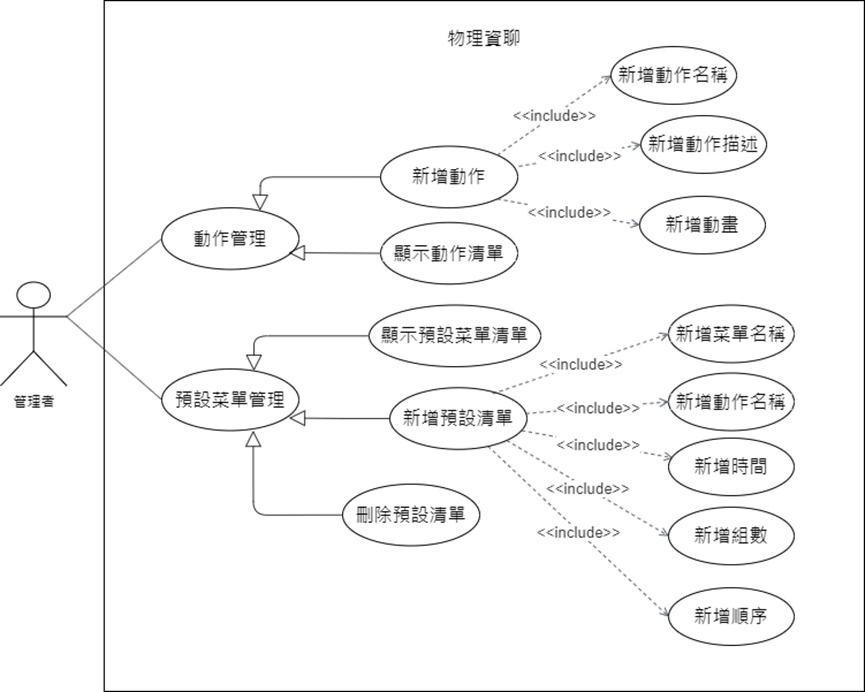 物理資聊
新增動作名稱
<<include>>
新增動作描述
<<include>>
新增動作
<<include>>
新增動畫
動作管理
顯示動作清單
顯示預設菜單清單
新增菜單名稱
<<include>>
管理者
預設菜單管理
新增預設清單
<<include>>
新增動作名稱
<<include>>
新增時間
<<include>>
刪除預設清單
<<include>>
新增組數
新增順序